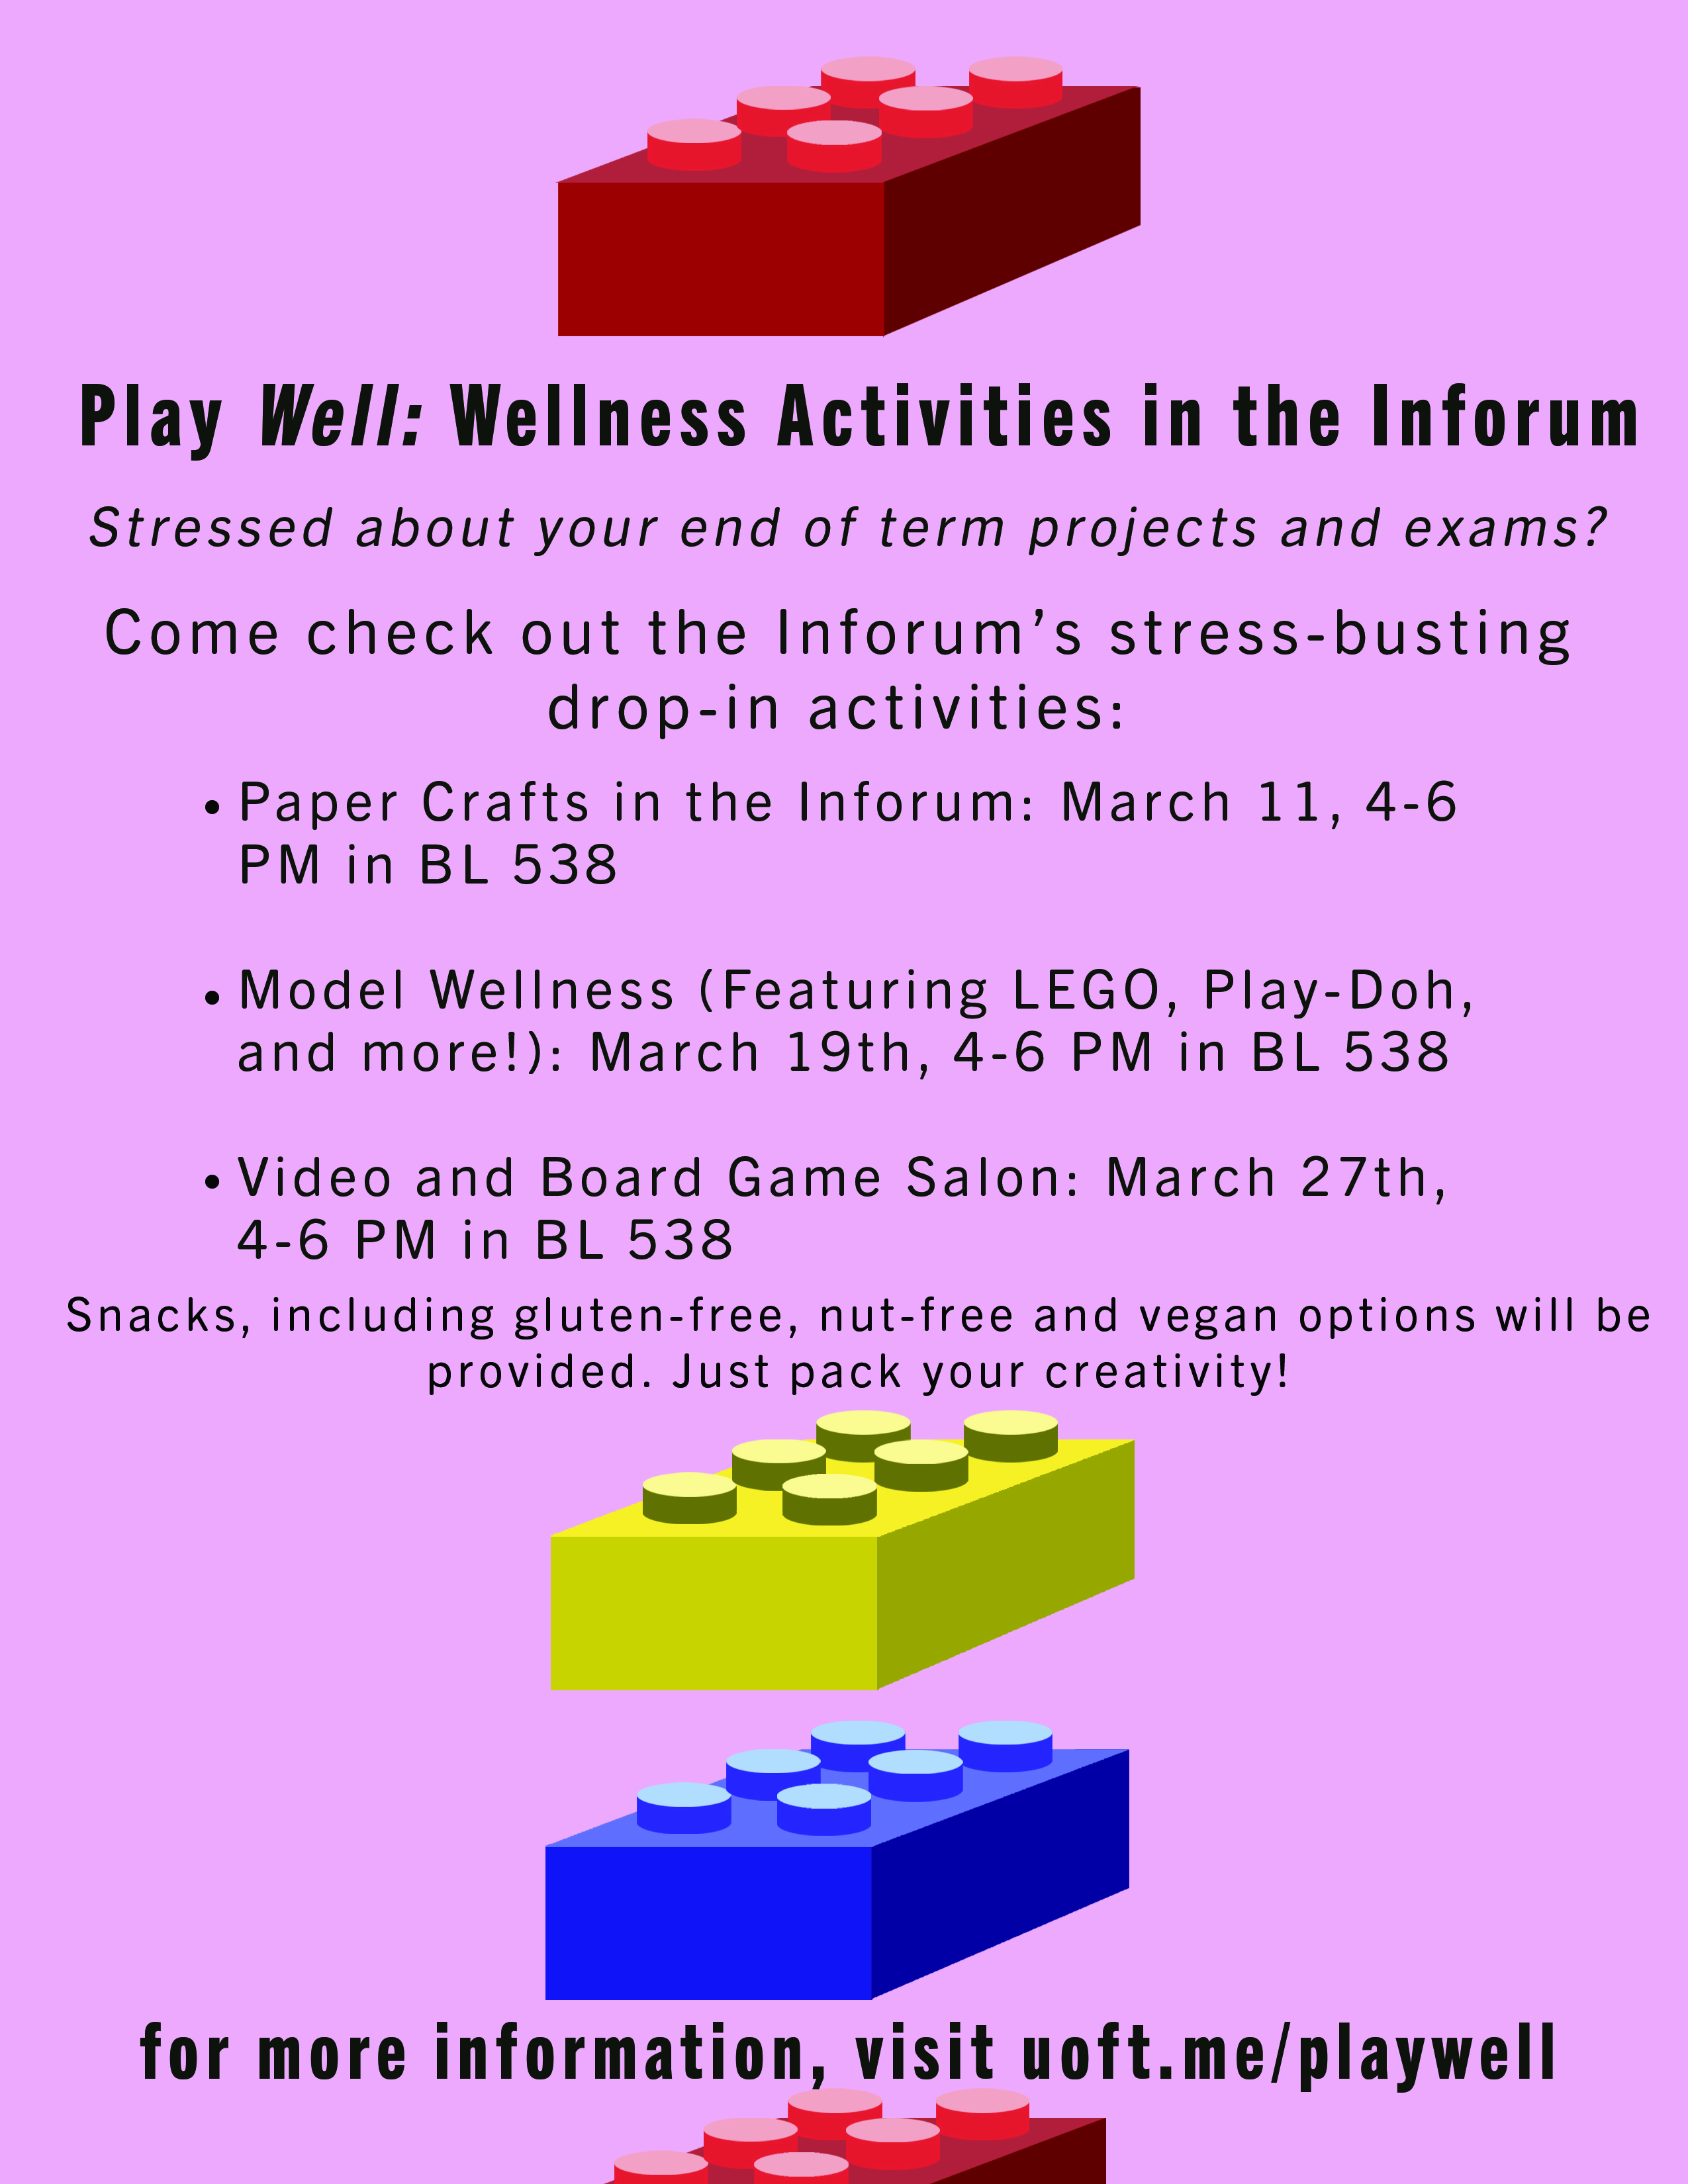 Play Well: Wellness Activities in the Inforum
Stressed about your end of term projects and exams?
Come check out the Inforum’s stress-busting
drop-in activities:
• Paper Crafts in the Inforum: March 11, 4-6
PM in BL 538
• Model Wellness (Featuring LEGO, Play-Doh,
and more!): March 19th, 4-6 PM in BL 538
• Video and Board Game Salon: March 27th,
4-6 PM in BL 538
Snacks, including gluten-free, nut-free and vegan options will be
provided. Just pack your creativity!
for more information, visit uoft.me/playwell